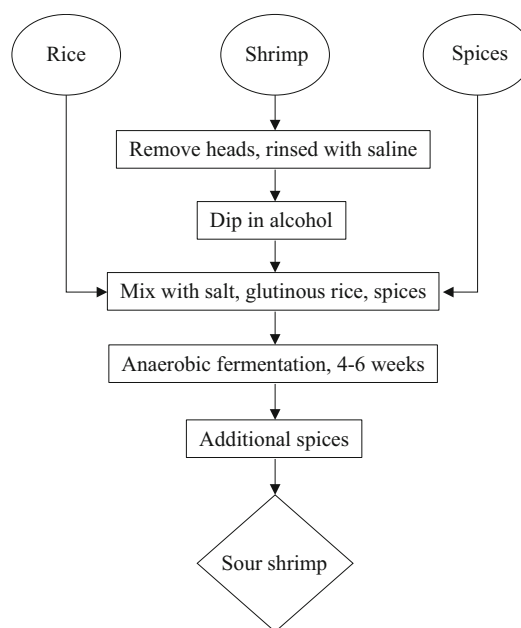 Rice
Shrimp
Spices
Remove heads, rinsed with saline
Dip in alcohol
Mix with salt, glutinous rice, spices
Anaerobic fermentation, 4-6 weeks
Additional spices
Sour shrimp